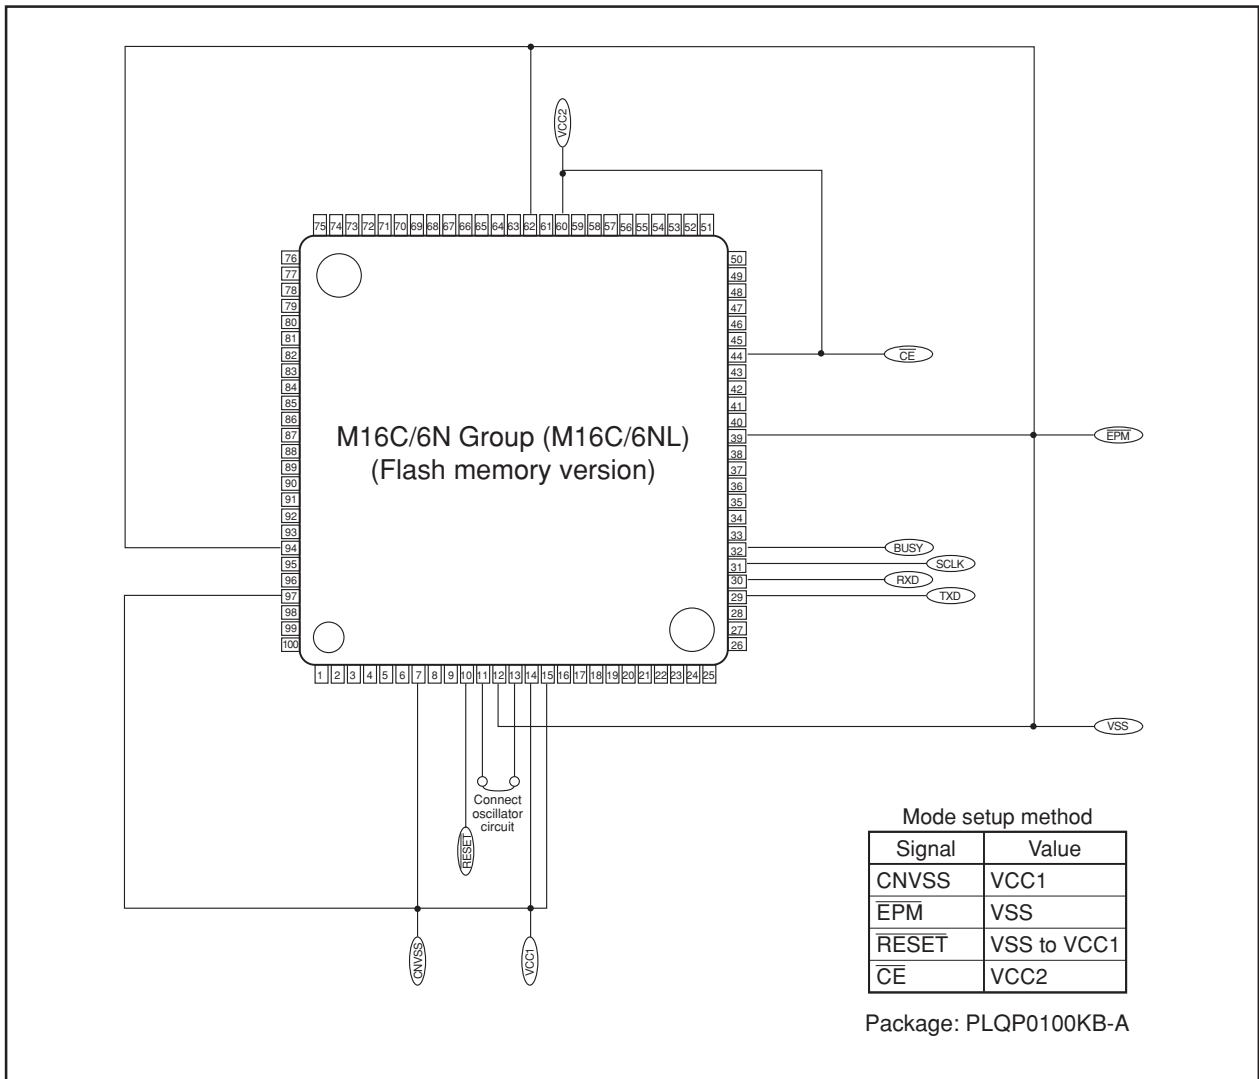 VCC2
75 74 73 72 71 70 69 68 67 66 65 64 63 62 61 60 59 58 57 56 55 54 53 52 51
76
77
78
79
80
81
82
83
84
85
86
87
88
89
90
91
92
93
94
95
96
97
98
99
100
M16C/6N Group (M16C/6NL)
(Flash memory version)
50
49
48
47
46
45
44
43
42
41
40
39
38
37
36
35
34
33
32
31
30
29
28
27
26
CE
EPM
BUSY
SCLK
RXD
TXD
1 2 3 4 5 6 7 8 9 10 11 12 13 14 15 16 17 18 19 20 21 22 23 24 25
VSS
Connect
oscillator
circuit
RESET
CNVSS
VCC1
Mode setup method
Signal Value
CNVSS VCC1
EPM VSS
RESET VSS to VCC1
CE VCC2
Package: PLQP0100KB-A